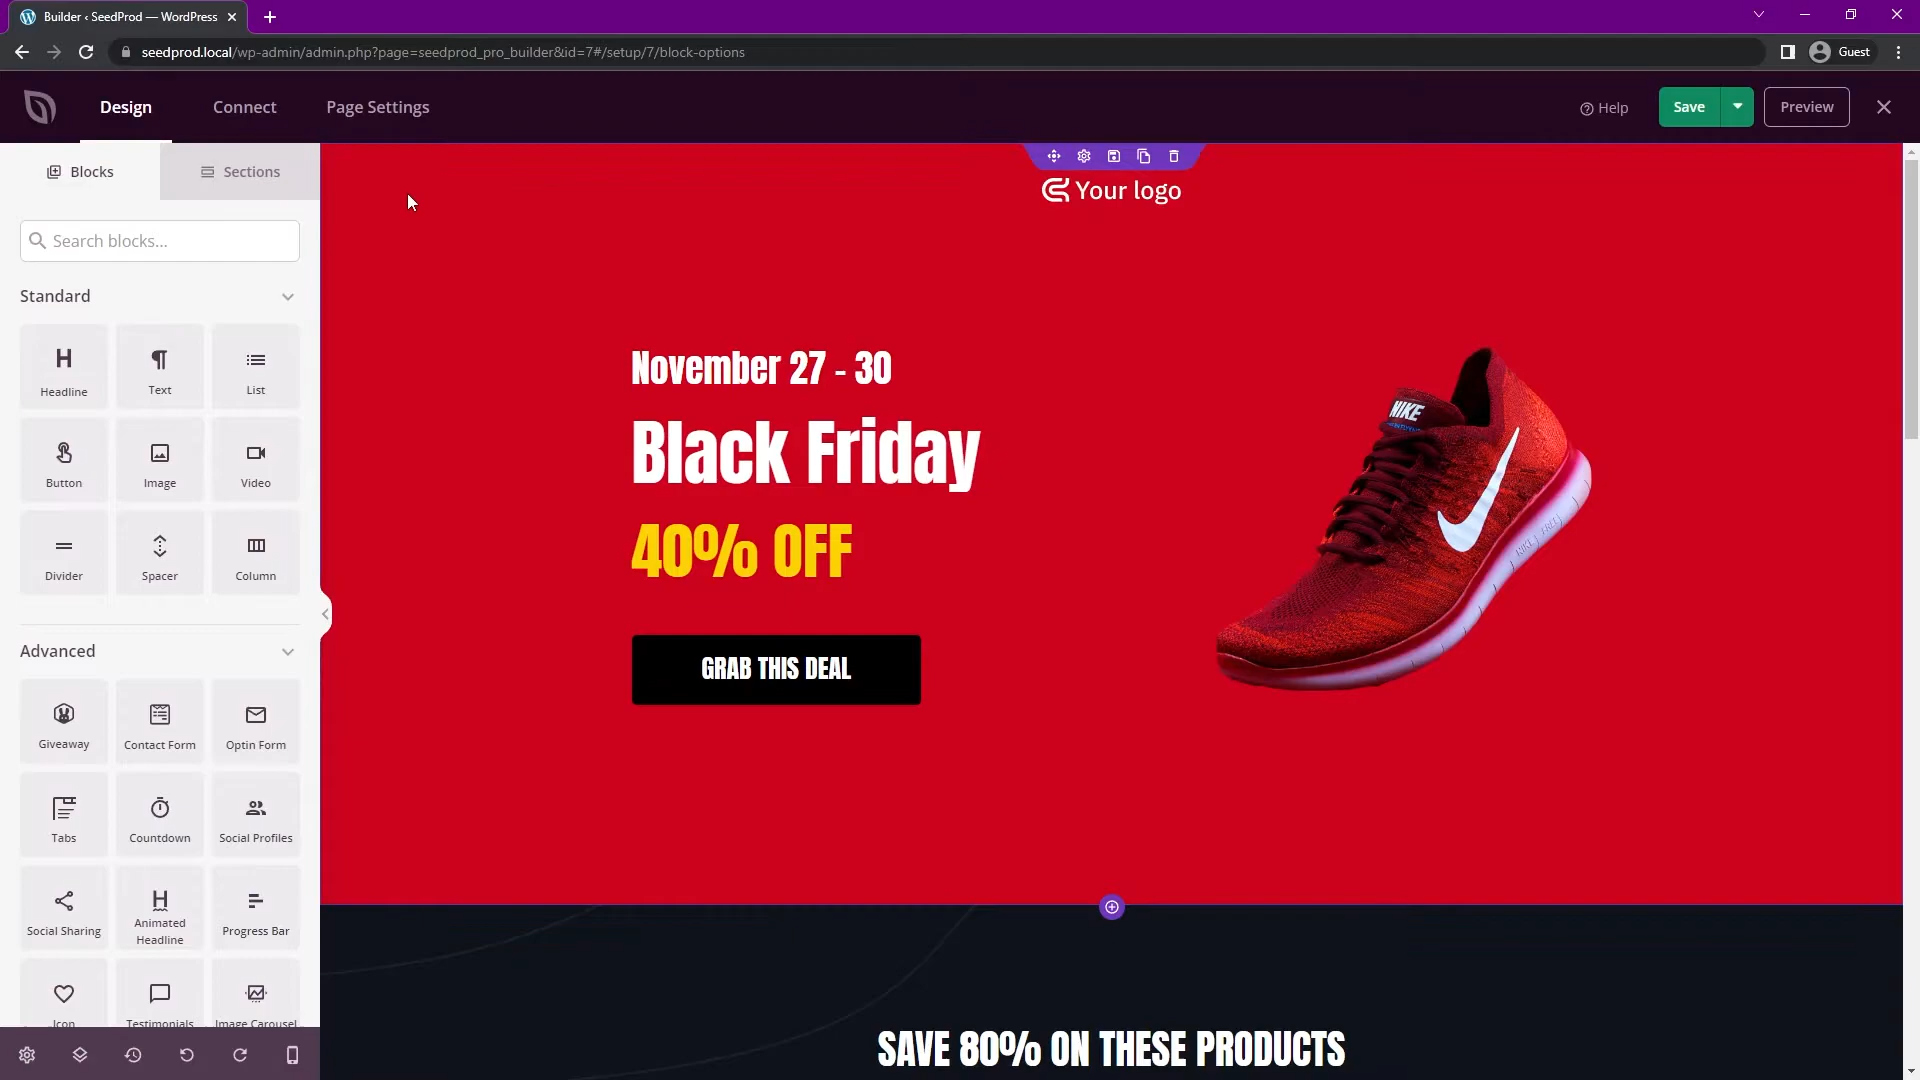 Builder ‹ SeedProd — WordPress
seedprod.local/wp-admin/admin.php?page=seedprod_pro_builder&id=7#/setup/7/block-options
Guest
Design
Connect
Page Settings
Help
Save
Preview
Blocks
Sections
Your logo
Search blocks...
Standard
Headline
Text
List
Button
Image
Video
Divider
Spacer
Column
November 27 - 30
Black Friday
40% OFF
GRAB THIS DEAL
NIKE
NIKE FREE
Advanced
Giveaway
Contact Form
Optin Form
Tabs
Countdown
Social Profiles
Social Sharing
Animated
Headline
Progress Bar
Icon
Testimonials
Image Carousel
SAVE 80% ON THESE PRODUCTS